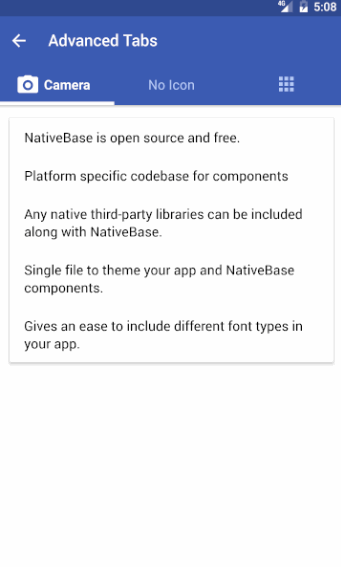 4G 5:08
Advanced Tabs
Camera No Icon
NativeBase is open source and free.
Platform specific codebase for components
Any native third-party libraries can be included
along with NativeBase.
Single file to theme your app and NativeBase
components.
Gives an ease to include different font types in
your app.